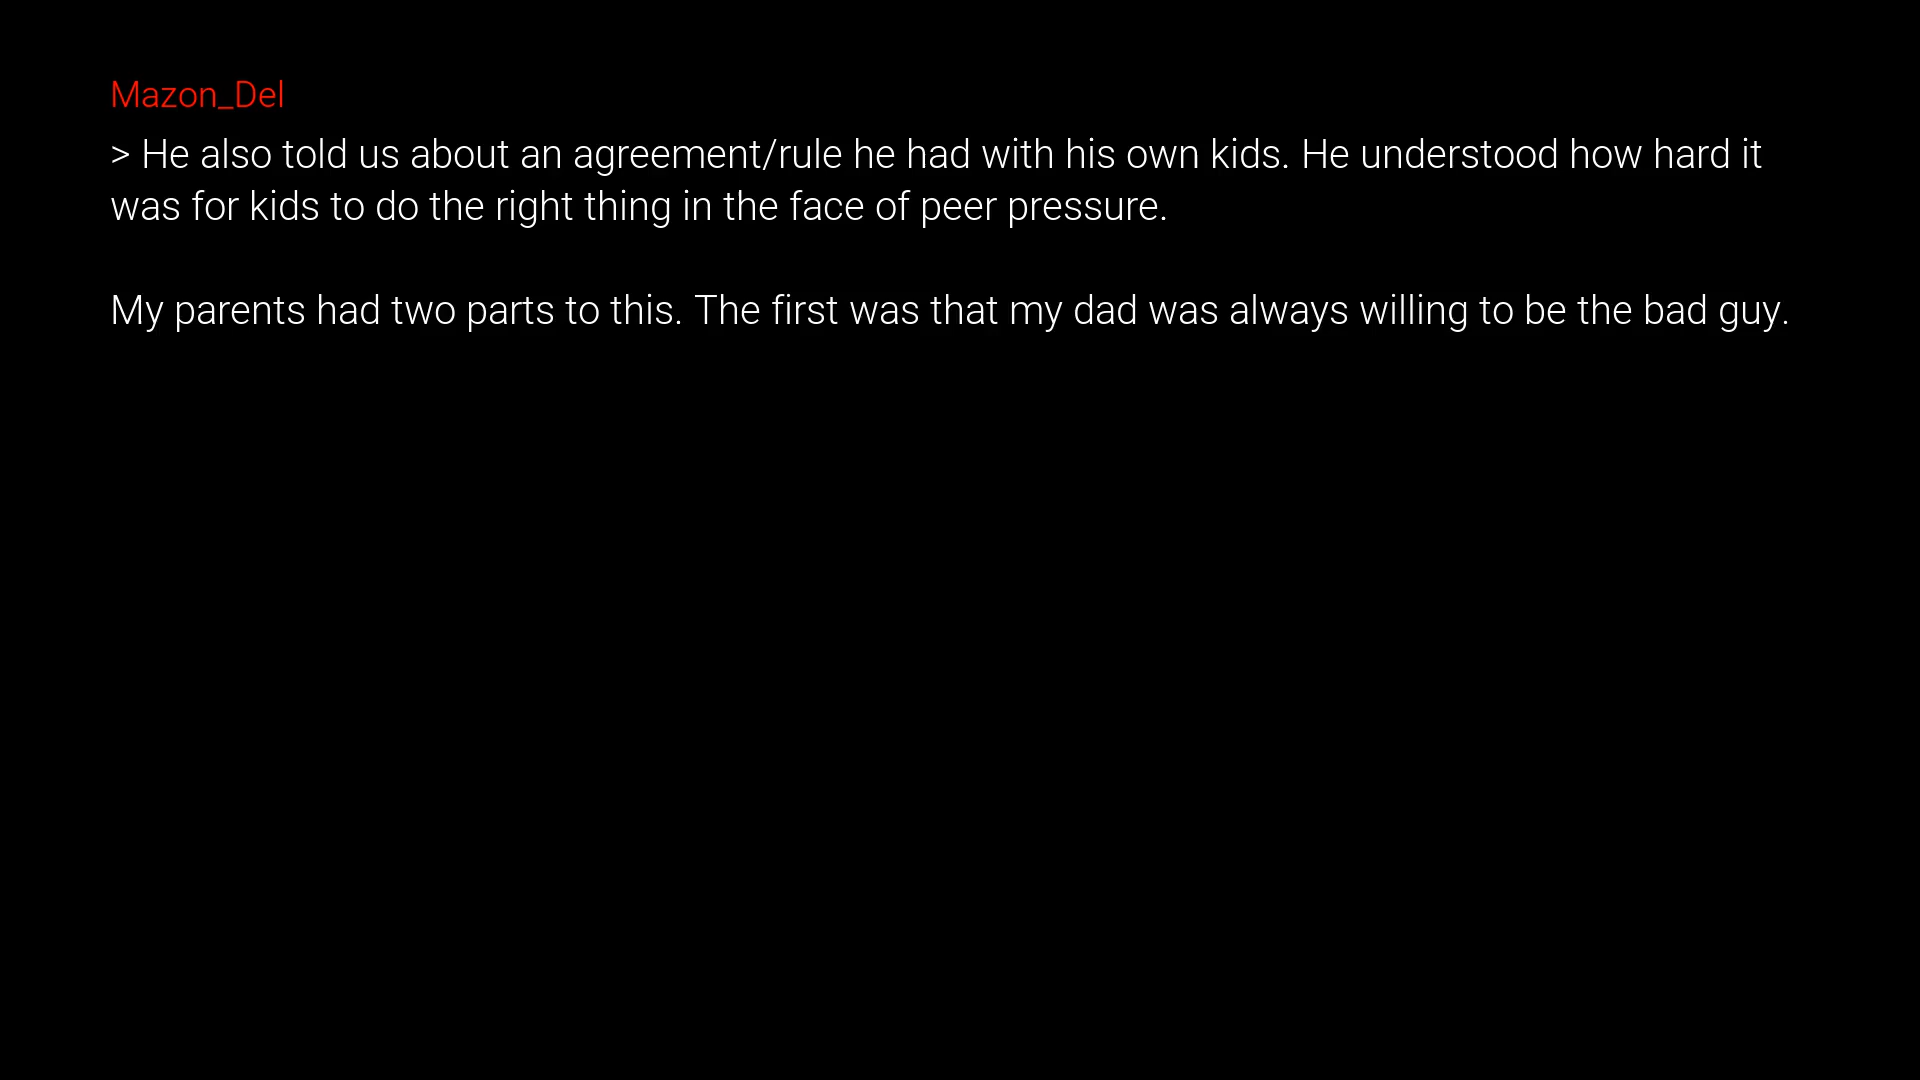 Mazon_Del
> He also told us about an agreement/rule he had with his own kids. He understood how hard it
was for kids to do the right thing in the face of peer pressure.
My parents had two parts to this. The first was that my dad was always willing to be the bad guy.